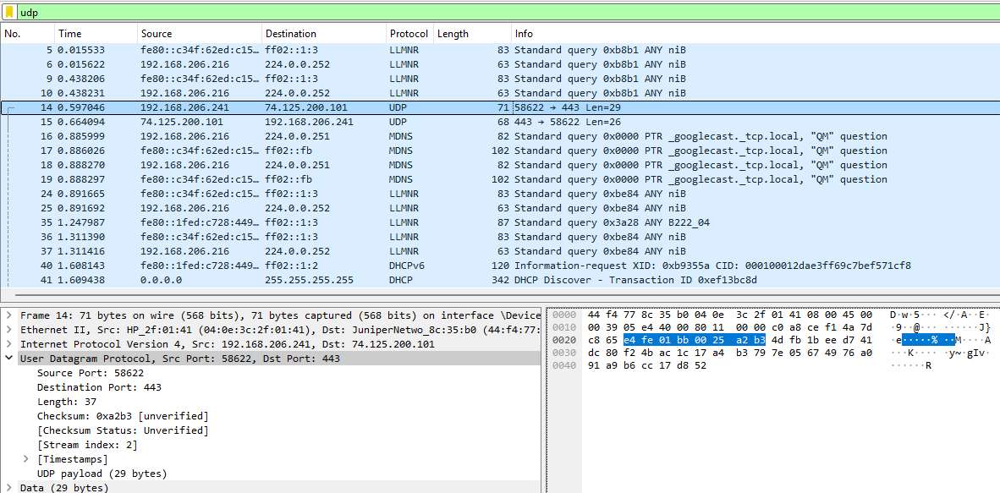 udp
No. Time Source Destination Protocol Length Info
5 0.015533 fe80::c34f:62ed:c15… ff02::1:3 LLMNR 83 Standard query 0xb8b1 ANY niB
6 0.015622 192.168.206.216 224.0.0.252 LLMNR 63 Standard query 0xb8b1 ANY niB
9 0.438206 fe80::c34f:62ed:c15… ff02::1:3 LLMNR 83 Standard query 0xb8b1 ANY niB
10 0.438231 192.168.206.216 224.0.0.252 LLMNR 63 Standard query 0xb8b1 ANY niB
14 0.597046 192.168.206.241 74.125.200.101 UDP 71 58622 → 443 Len=29
15 0.664094 74.125.200.101 192.168.206.241 UDP 68 443 → 58622 Len=26
16 0.885999 192.168.206.216 224.0.0.251 MDNS 82 Standard query 0x0000 PTR _googlecast._tcp.local, "QM" question
17 0.886026 fe80::c34f:62ed:c15… ff02::fb MDNS 102 Standard query 0x0000 PTR _googlecast._tcp.local, "QM" question
18 0.888270 192.168.206.216 224.0.0.251 MDNS 82 Standard query 0x0000 PTR _googlecast._tcp.local, "QM" question
19 0.888297 fe80::c34f:62ed:c15… ff02::fb MDNS 102 Standard query 0x0000 PTR _googlecast._tcp.local, "QM" question
24 0.891665 fe80::c34f:62ed:c15… ff02::1:3 LLMNR 83 Standard query 0xbe84 ANY niB
25 0.891692 192.168.206.216 224.0.0.252 LLMNR 63 Standard query 0xbe84 ANY niB
35 1.247987 fe80::1fed:c728:449… ff02::1:3 LLMNR 87 Standard query 0x3a28 ANY B222_04
36 1.311390 fe80::c34f:62ed:c15… ff02::1:3 LLMNR 83 Standard query 0xbe84 ANY niB
37 1.311416 192.168.206.216 224.0.0.252 LLMNR 63 Standard query 0xbe84 ANY niB
40 1.608143 fe80::1fed:c728:449… ff02::1:2 DHCPv6 120 Information-request XID: 0xb9355a CID: 000100012dae3ff69c7bef571cf8
41 1.609438 0.0.0.0 255.255.255.255 DHCP 342 DHCP Discover - Transaction ID 0xef13bc8d
Frame 14: 71 bytes on wire (568 bits), 71 bytes captured (568 bits) on interface \Device
Ethernet II, Src: HP_2f:01:41 (04:0e:3c:2f:01:41), Dst: JuniperNetwo_8c:35:b0 (44:f4:77:
Internet Protocol Version 4, Src: 192.168.206.241, Dst: 74.125.200.101
User Datagram Protocol, Src Port: 58622, Dst Port: 443
Source Port: 58622
Destination Port: 443
Length: 37
Checksum: 0xa2b3 [unverified]
[Checksum Status: Unverified]
[Stream index: 2]
[Timestamps]
UDP payload (29 bytes)
Data (29 bytes)
0000 44 f4 77 8c 35 b0 04 0e 3c 2f 01 41 08 00 45 00 D·w·5··· </·A··E·
0010 00 39 05 e4 40 00 80 11 00 00 c0 a8 ce f1 4a 7d ·9··@··· ······J}
0020 c8 65 e4 fe 01 bb 00 25 a2 b3 4d fb 1b ee d7 41 ·e·····% ··M····A
0030 dc 80 f2 4b ac 1c 17 a4 b3 79 7e 05 67 49 76 a0 ···K···· ·y~·gIv·
0040 91 a9 b6 cc 17 d8 52 ······R